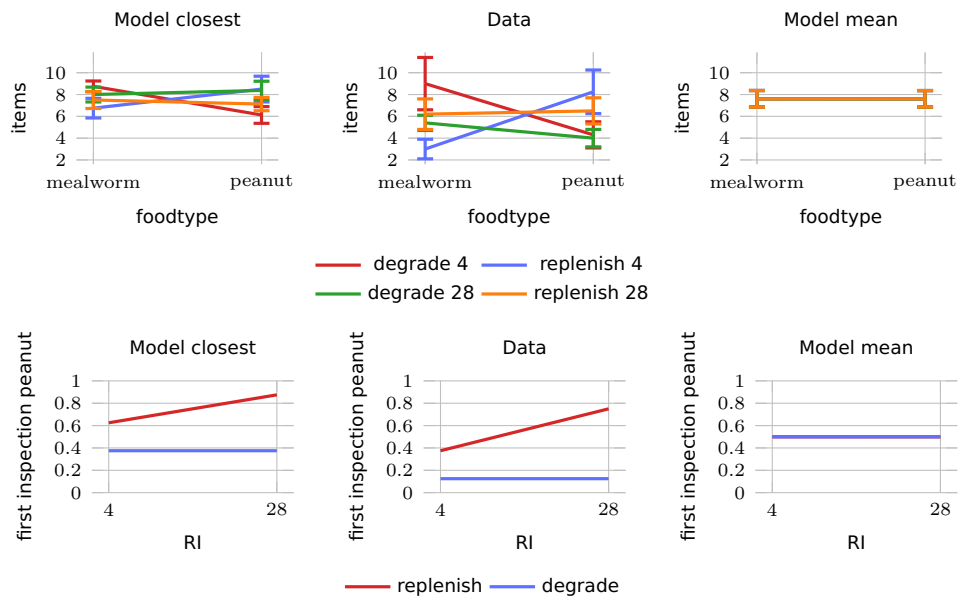 Model closest
Data
Model mean
items
10
8
6
4
2
mealworm
peanut
foodtype
items
10
8
6
4
2
mealworm
peanut
foodtype
items
10
8
6
4
2
mealworm
peanut
foodtype
degrade 4
replenish 4
degrade 28
replenish 28
Model closest
Data
Model mean
first inspection peanut
1
0.8
0.6
0.4
0.2
0
4
28
RI
first inspection peanut
1
0.8
0.6
0.4
0.2
0
4
28
RI
first inspection peanut
1
0.8
0.6
0.4
0.2
0
4
28
RI
replenish
degrade